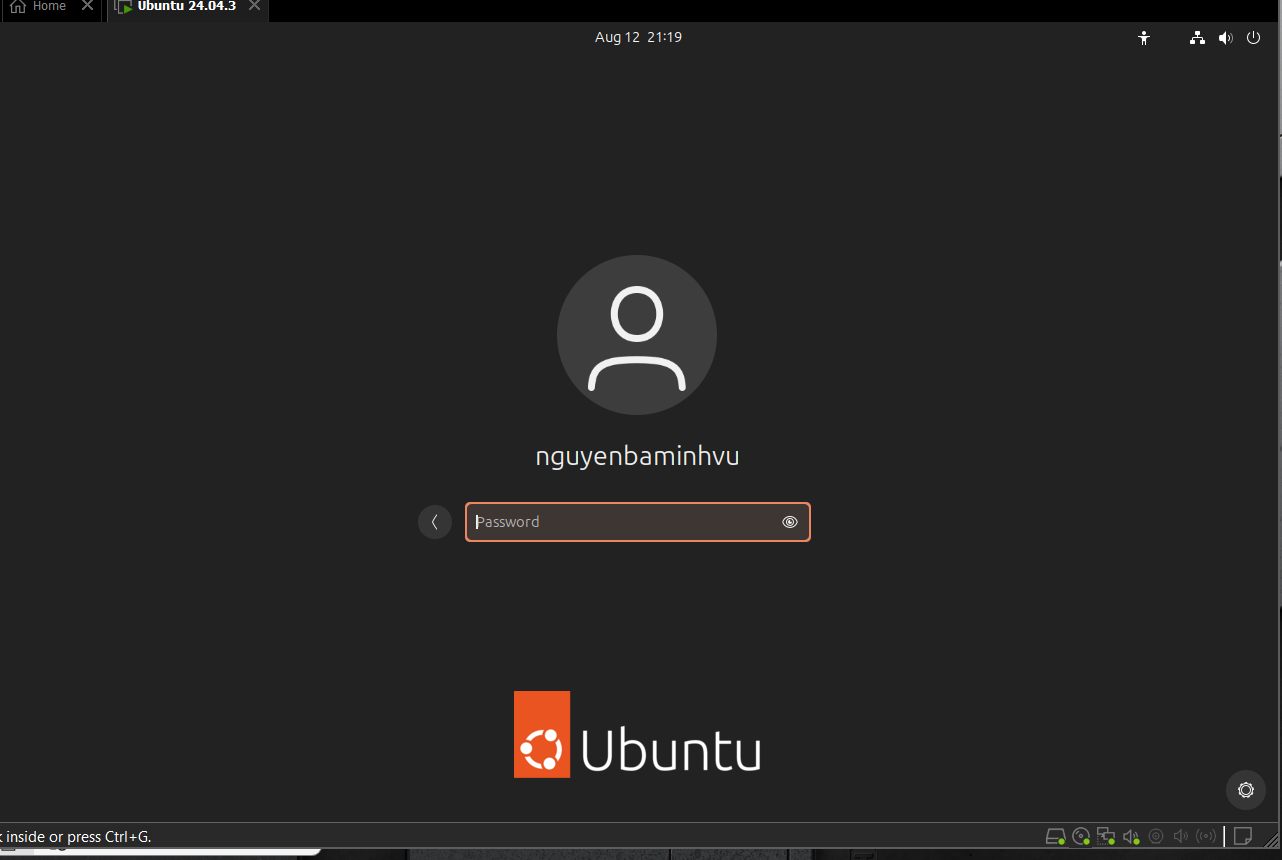 Home
Ubuntu 24.04.3
Aug 12 21:19
nguyenbaminhvu
Password
Ubuntu
inside or press Ctrl+G.